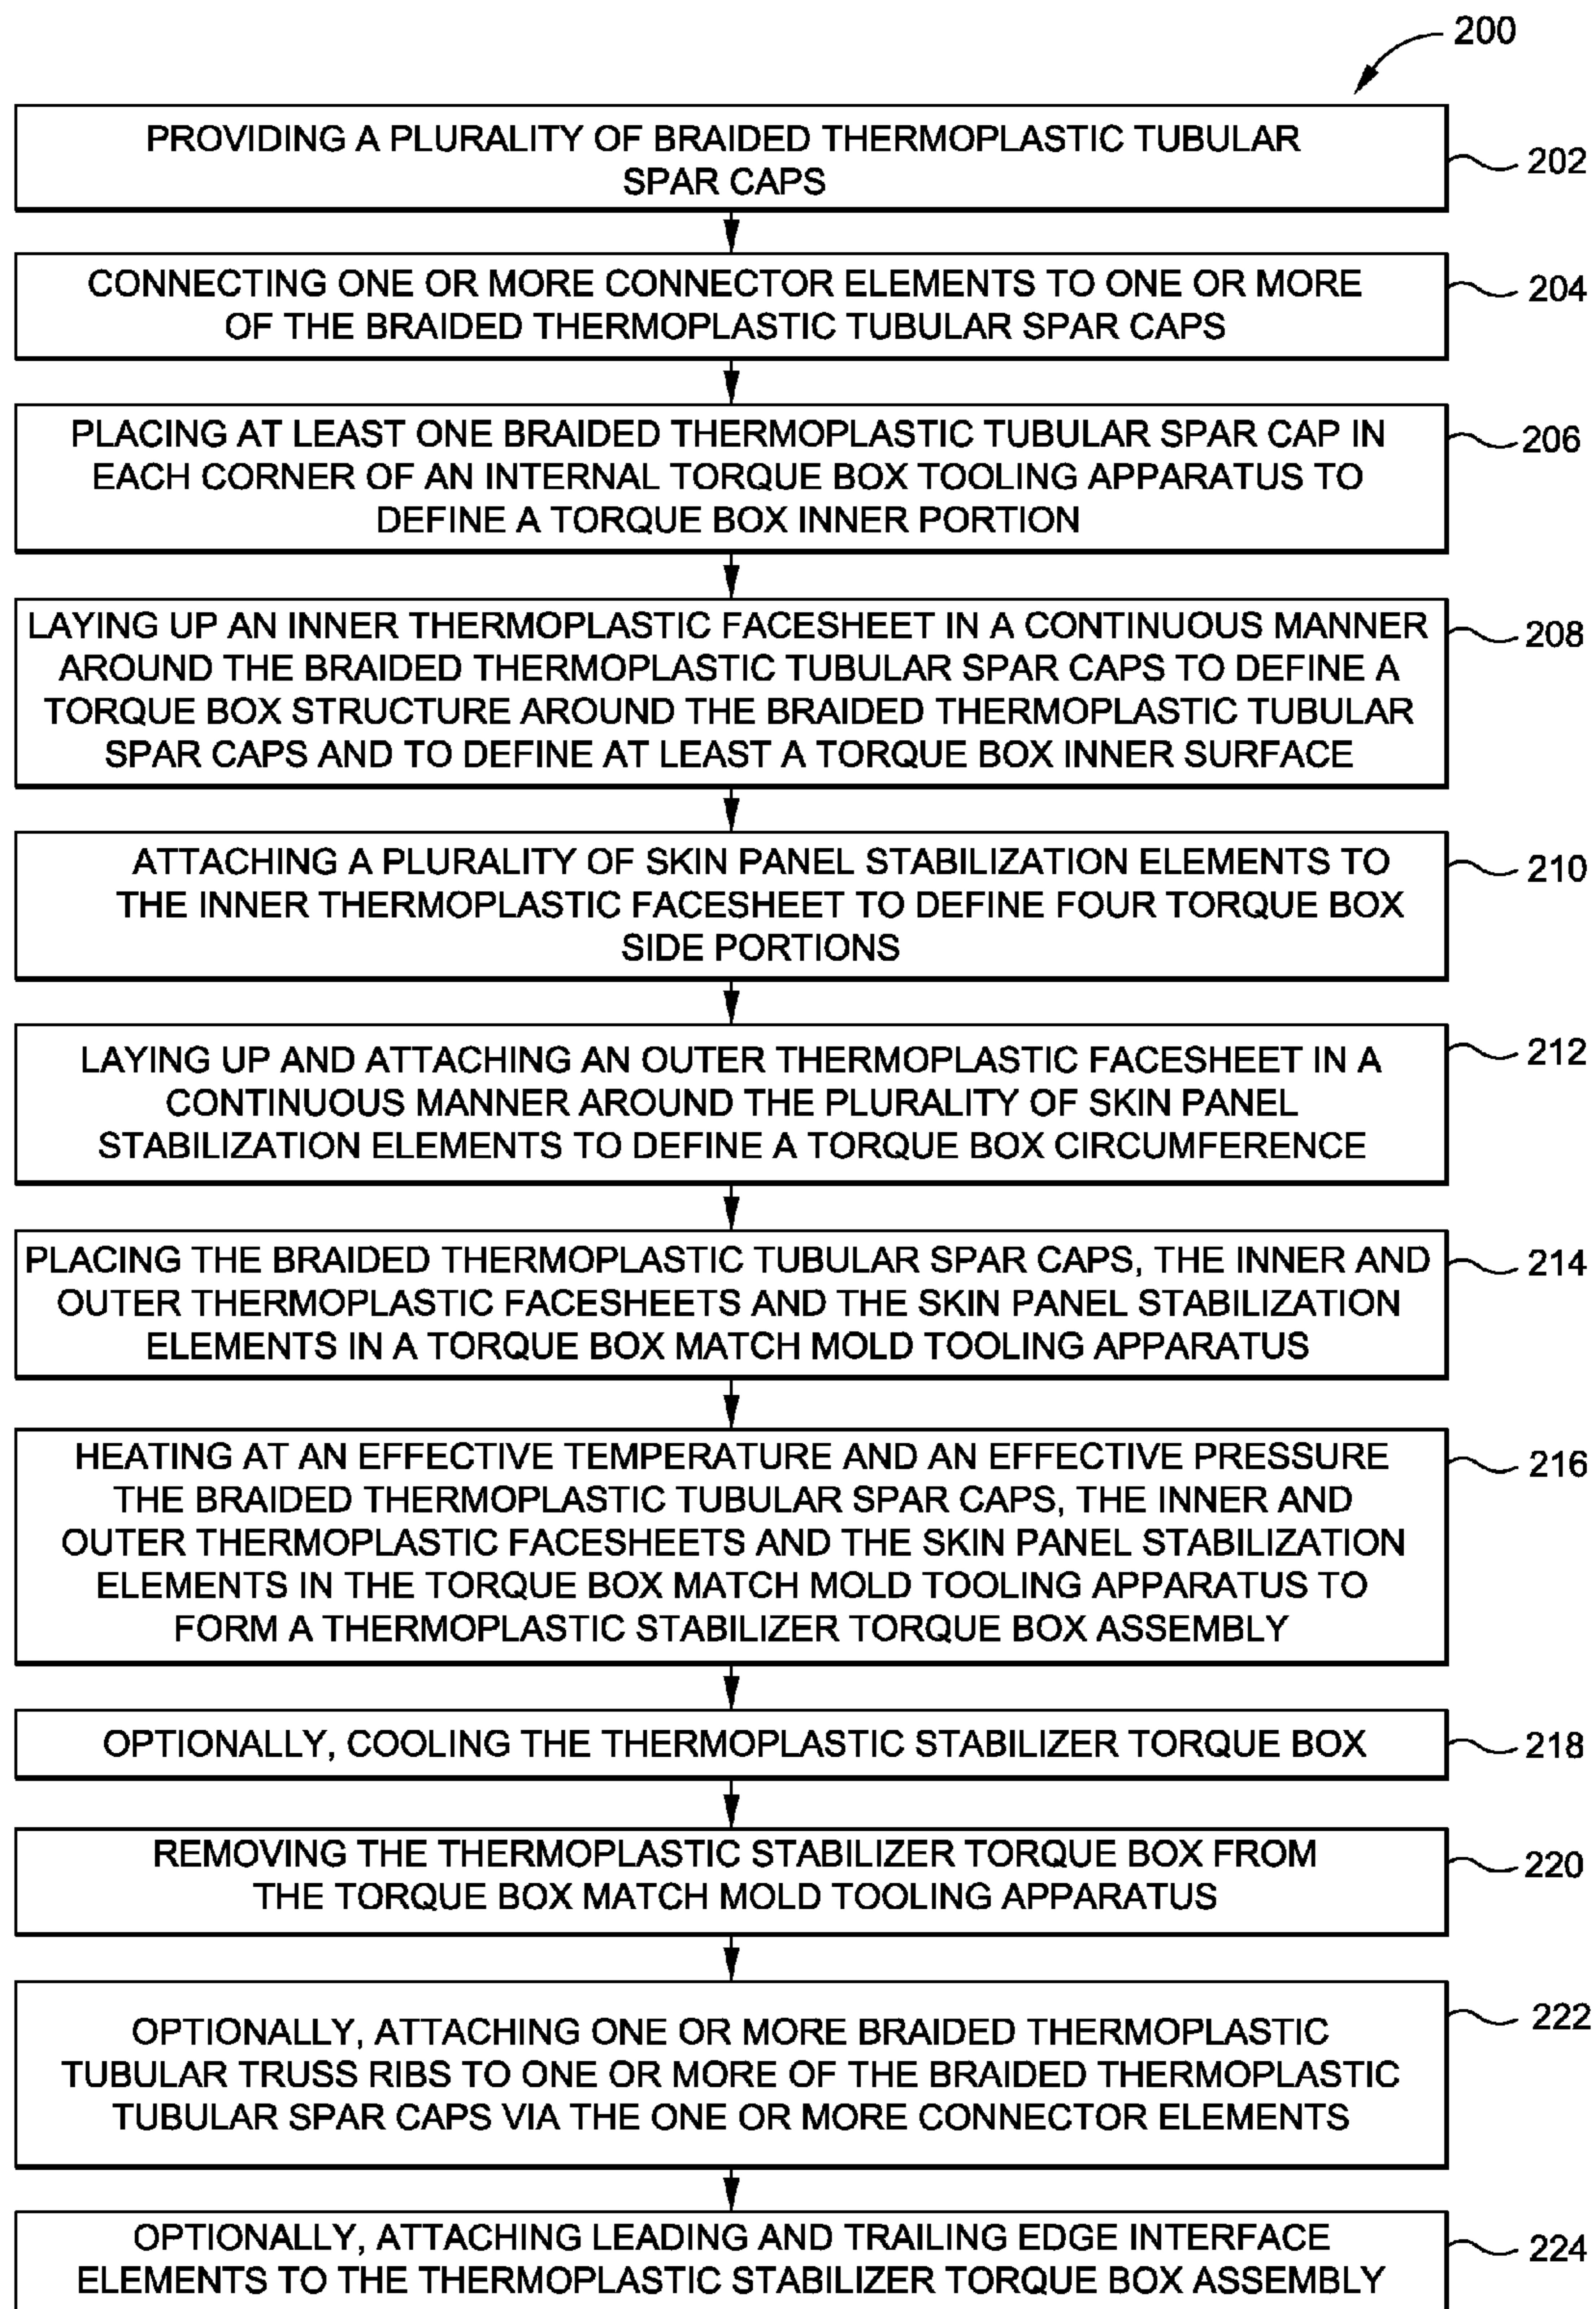 200
PROVIDING A PLURALITY OF BRAIDED THERMOPLASTIC TUBULAR
SPAR CAPS
202
CONNECTING ONE OR MORE CONNECTOR ELEMENTS TO ONE OR MORE
OF THE BRAIDED THERMOPLASTIC TUBULAR SPAR CAPS
204
PLACING AT LEAST ONE BRAIDED THERMOPLASTIC TUBULAR SPAR CAP IN
EACH CORNER OF AN INTERNAL TORQUE BOX TOOLING APPARATUS TO
DEFINE A TORQUE BOX INNER PORTION
206
LAYING UP AN INNER THERMOPLASTIC FACESHEET IN A CONTINUOUS MANNER
AROUND THE BRAIDED THERMOPLASTIC TUBULAR SPAR CAPS TO DEFINE A
TORQUE BOX STRUCTURE AROUND THE BRAIDED THERMOPLASTIC TUBULAR
SPAR CAPS AND TO DEFINE AT LEAST A TORQUE BOX INNER SURFACE
208
ATTACHING A PLURALITY OF SKIN PANEL STABILIZATION ELEMENTS TO
THE INNER THERMOPLASTIC FACESHEET TO DEFINE FOUR TORQUE BOX
SIDE PORTIONS
210
LAYING UP AND ATTACHING AN OUTER THERMOPLASTIC FACESHEET IN A
CONTINUOUS MANNER AROUND THE PLURALITY OF SKIN PANEL
STABILIZATION ELEMENTS TO DEFINE A TORQUE BOX CIRCUMFERENCE
212
PLACING THE BRAIDED THERMOPLASTIC TUBULAR SPAR CAPS, THE INNER AND
OUTER THERMOPLASTIC FACESHEETS AND THE SKIN PANEL STABILIZATION
ELEMENTS IN A TORQUE BOX MATCH MOLD TOOLING APPARATUS
214
HEATING AT AN EFFECTIVE TEMPERATURE AND AN EFFECTIVE PRESSURE
THE BRAIDED THERMOPLASTIC TUBULAR SPAR CAPS, THE INNER AND
OUTER THERMOPLASTIC FACESHEETS AND THE SKIN PANEL STABILIZATION
ELEMENTS IN THE TORQUE BOX MATCH MOLD TOOLING APPARATUS TO
FORM A THERMOPLASTIC STABILIZER TORQUE BOX ASSEMBLY
216
OPTIONALLY, COOLING THE THERMOPLASTIC STABILIZER TORQUE BOX
218
REMOVING THE THERMOPLASTIC STABILIZER TORQUE BOX FROM
THE TORQUE BOX MATCH MOLD TOOLING APPARATUS
220
OPTIONALLY, ATTACHING ONE OR MORE BRAIDED THERMOPLASTIC
TUBULAR TRUSS RIBS TO ONE OR MORE OF THE BRAIDED THERMOPLASTIC
TUBULAR SPAR CAPS VIA THE ONE OR MORE CONNECTOR ELEMENTS
222
OPTIONALLY, ATTACHING LEADING AND TRAILING EDGE INTERFACE
ELEMENTS TO THE THERMOPLASTIC STABILIZER TORQUE BOX ASSEMBLY
224